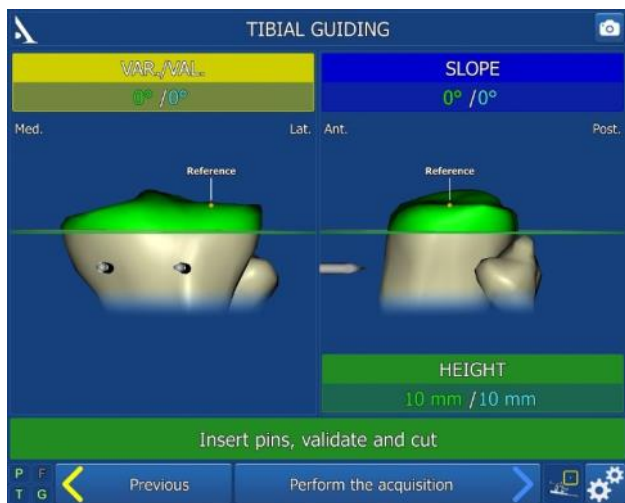 TIBIAL GUIDING
VAR./VAL.
0° /0°
SLOPE
0° /0°
Med.
Lat.
Ant.
Post.
Reference
Reference
HEIGHT
10 mm /10 mm
Insert pins, validate and cut
P F
T G
Previous
Perform the acquisition